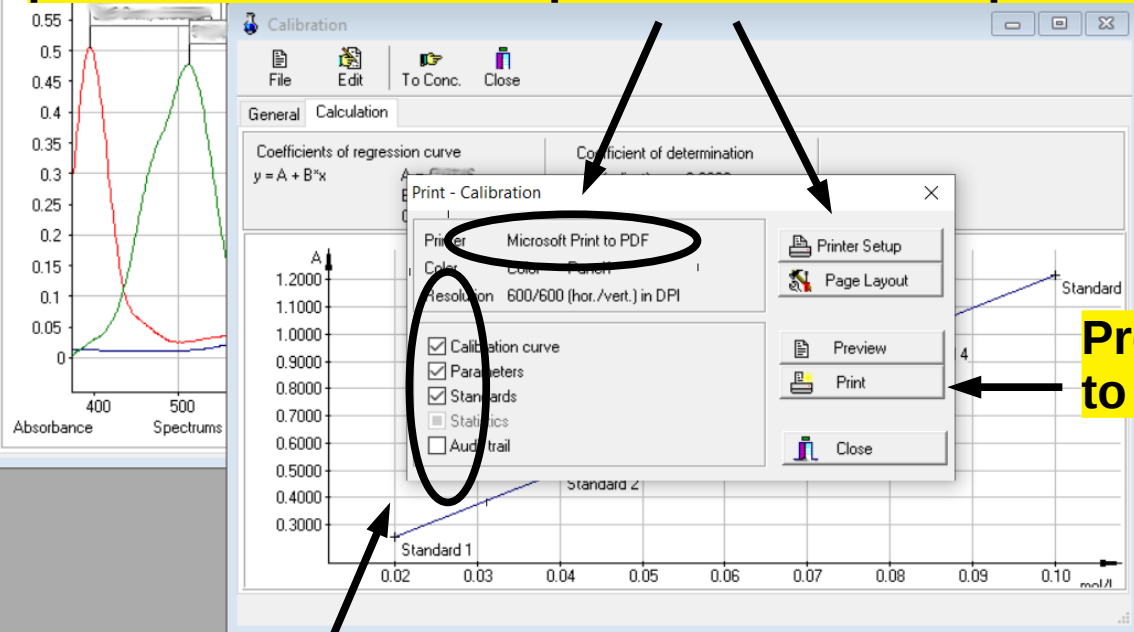 0.55
0.5
0.45
0.4
0.35
0.3
0.25
0.2
0.15
0.1
0.05
0
400 500
Absorbance Spectrums
Calibration
File Edit To Conc. Close
General Calculation
Coefficients of regression curve Coefficient of determination
y = A + B*x
Print - Calibration
Printer Microsoft Print to PDF
Color Color
Resolution 600/600 (hor./vert.) in DPI
Calibration curve
Parameters
Standards
Statistics
Audit trail
Printer Setup
Page Layout
Preview
Print
Close
to
A
1.2000
1.1000
1.0000
0.9000
0.8000
0.7000
0.6000
0.5000
0.4000
0.3000
Standard
4
Standard 2
Standard 1
0.02 0.03 0.04 0.05 0.06 0.07 0.08 0.09 0.10
mol/l